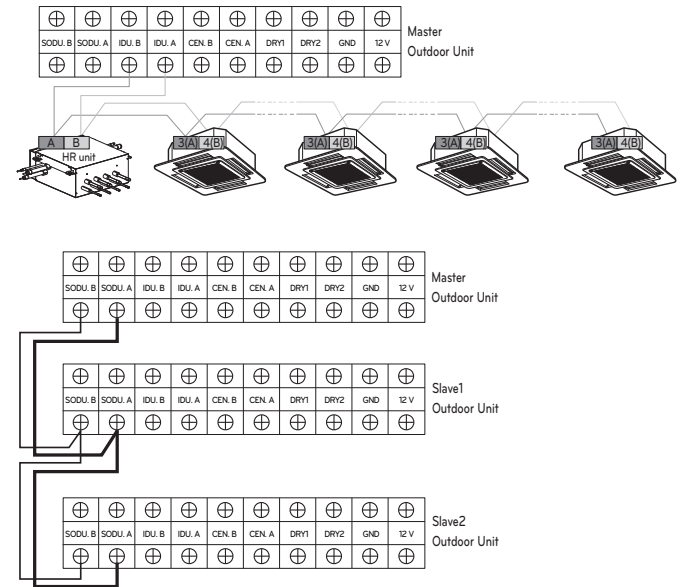 SODU. B SODU. A IDU. B IDU. A CEN. B CEN. A DRY1 DRY2 GND 12 V
Master
Outdoor Unit
A B
HR unit
3(A) 4(B)
3(A) 4(B)
3(A) 4(B)
3(A) 4(B)
SODU. B SODU. A IDU. B IDU. A CEN. B CEN. A DRY1 DRY2 GND 12 V
Master
Outdoor Unit
SODU. B SODU. A IDU. B IDU. A CEN. B CEN. A DRY1 DRY2 GND 12 V
Slave1
Outdoor Unit
SODU. B SODU. A IDU. B IDU. A CEN. B CEN. A DRY1 DRY2 GND 12 V
Slave2
Outdoor Unit